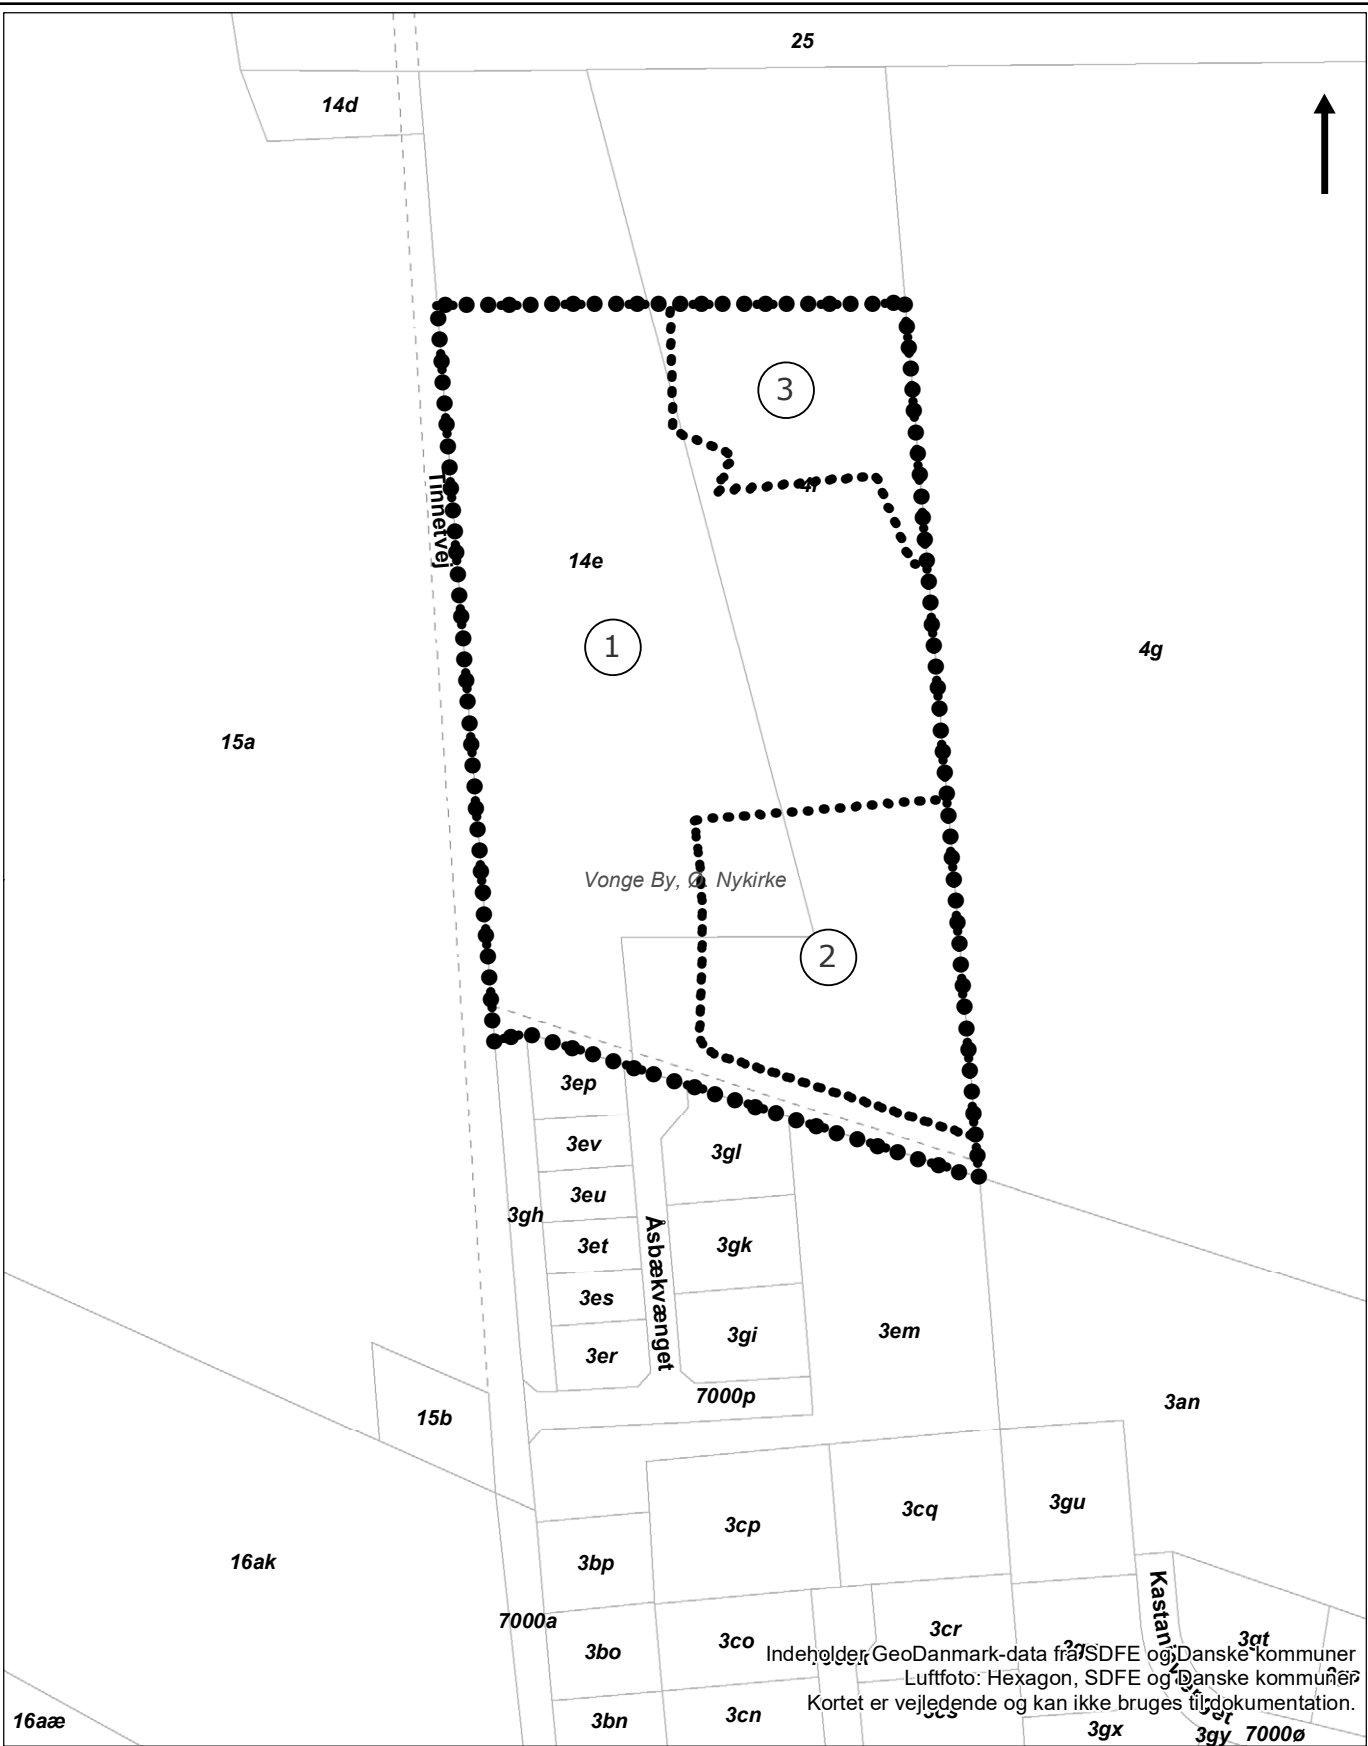 25
14d
3
4r
Tinnetvej
14e
1
4g
15a
Vonge By, Ø. Nykirke
2
3ep
3ev
3gl
3eu
3gh
3et
3gk
Åsbækvænget
3es
3gi
3em
3er
7000p
3an
15b
3gu
3cq
3cp
3bp
16ak
Kastanievænget
7000a
3cr
3co
3gt
3bo
Indeholder GeoDanmark-data fra SDFE og Danske kommuner
Luftfoto: Hexagon, SDFE og Danske kommuner
Kortet er vejledende og kan ikke bruges til dokumentation.
3cs
3cn
3bn
16aæ
3gx
3gy
7000ø